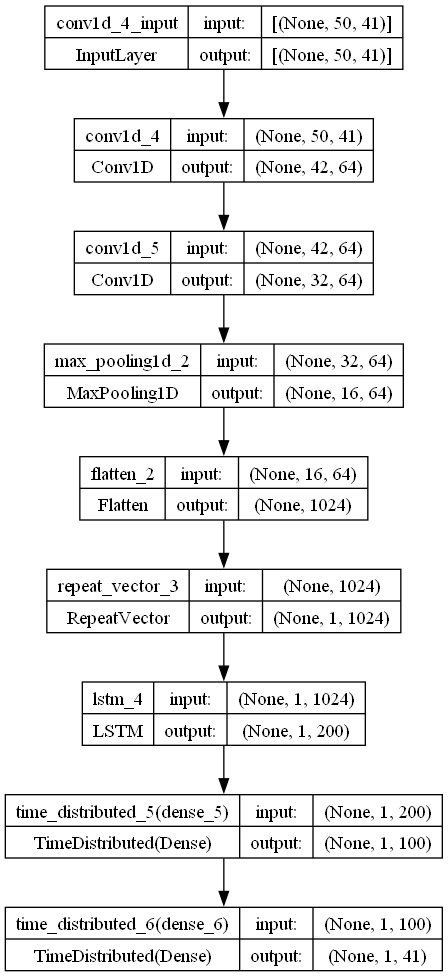 conv1d_4_input input: [(None, 50, 41)]
InputLayer output: [(None, 50, 41)]
conv1d_4 input: (None, 50, 41)
Conv1D output: (None, 42, 64)
conv1d_5 input: (None, 42, 64)
Conv1D output: (None, 32, 64)
max_pooling1d_2 input: (None, 32, 64)
MaxPooling1D output: (None, 16, 64)
flatten_2 input: (None, 16, 64)
Flatten output: (None, 1024)
repeat_vector_3 input: (None, 1024)
RepeatVector output: (None, 1, 1024)
lstm_4 input: (None, 1, 1024)
LSTM output: (None, 1, 200)
time_distributed_5(dense_5) input: (None, 1, 200)
TimeDistributed(Dense) output: (None, 1, 100)
time_distributed_6(dense_6) input: (None, 1, 100)
TimeDistributed(Dense) output: (None, 1, 41)